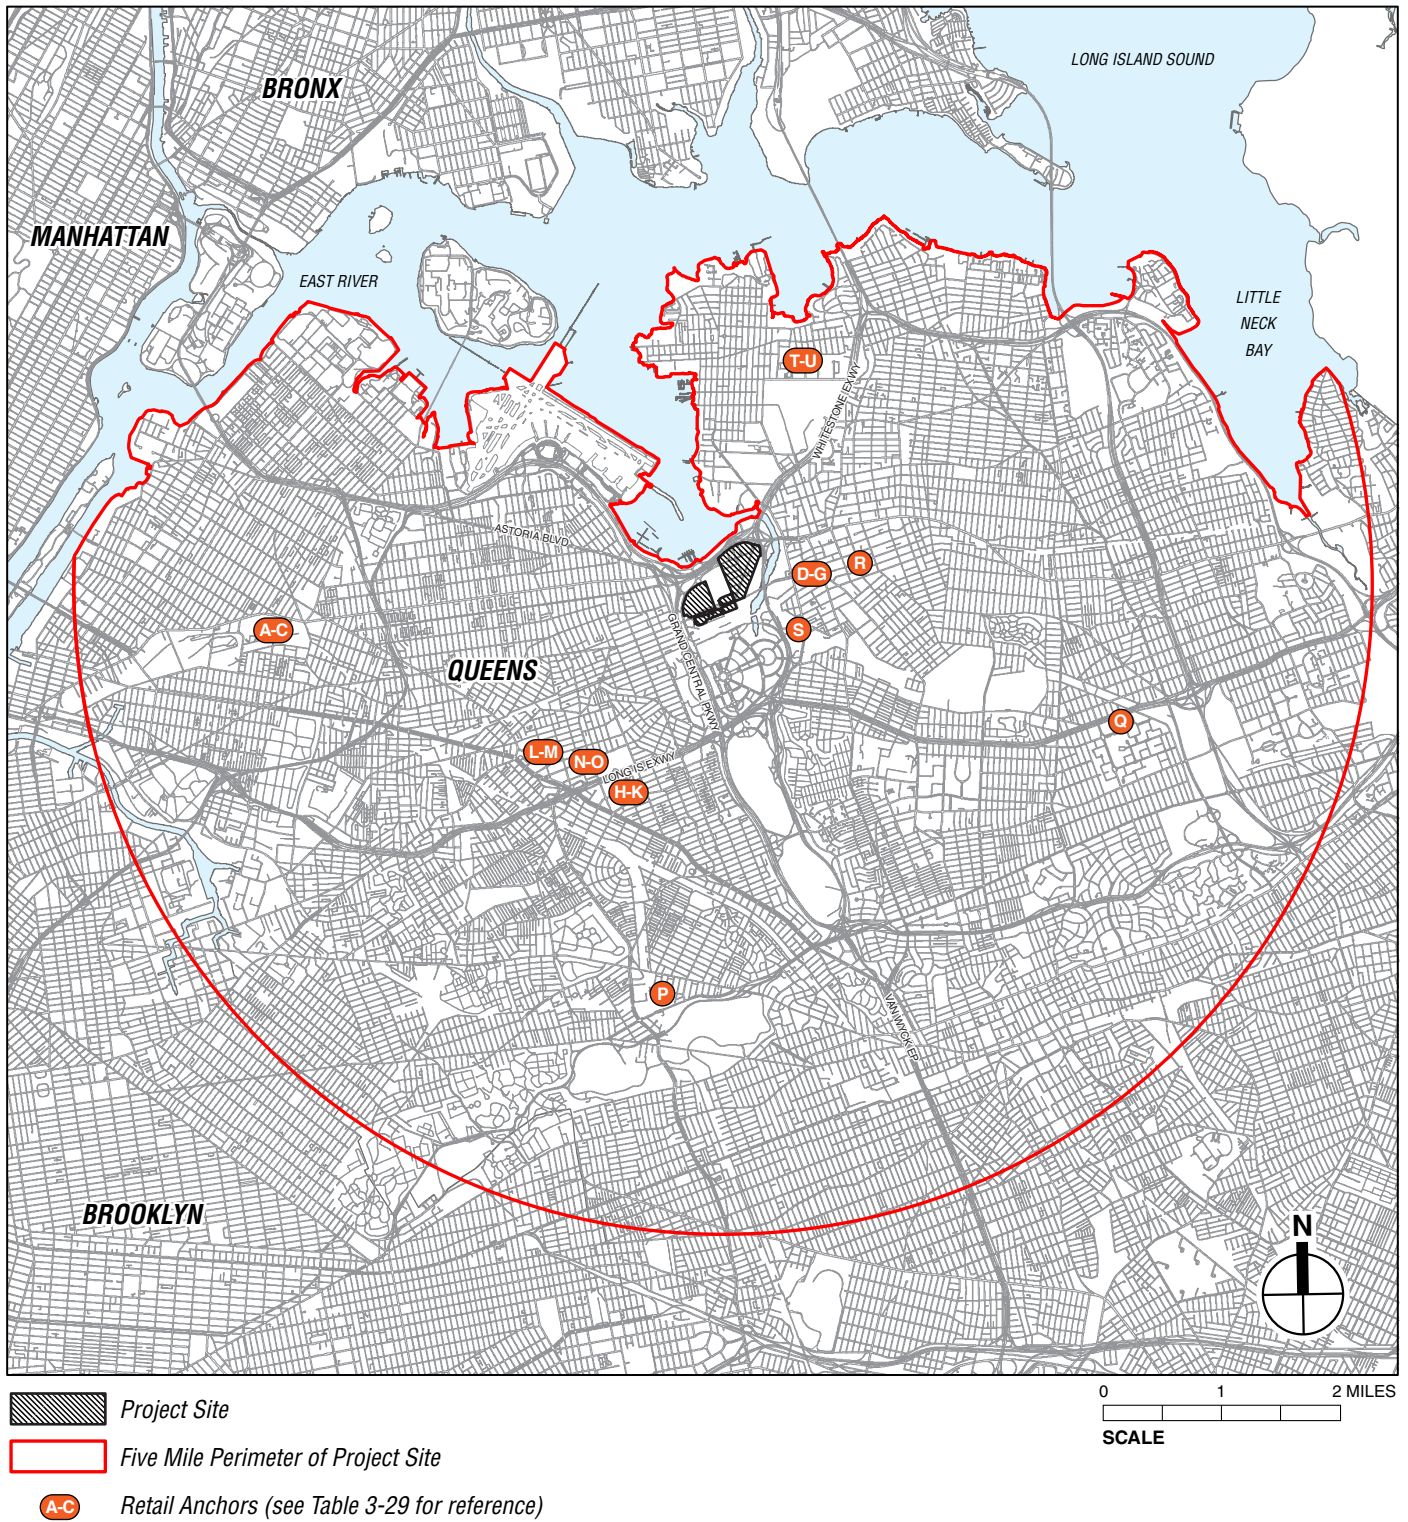 LONG ISLAND SOUND
BRONX
MANHATTAN
EAST RIVER
LITTLE
NECK
BAY
T-U
WHITESTONE EXWY
ASTORIA BLVD
D-G
R
A-C
S
GRAND CENTRAL PKWY
QUEENS
Q
L-M
N-O
LONG IS EXWY
H-K
P
VAN WYCK EP
BROOKLYN
N
0 1 2 MILES
SCALE
Project Site
Five Mile Perimeter of Project Site
A-C Retail Anchors (see Table 3-29 for reference)